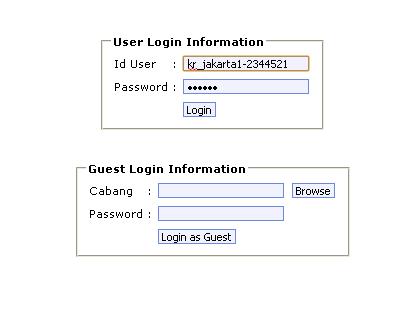 User Login Information
Id User : kr_jakarta1-2344521
Password : ••••••
Login
Guest Login Information
Cabang : Browse
Password :
Login as Guest